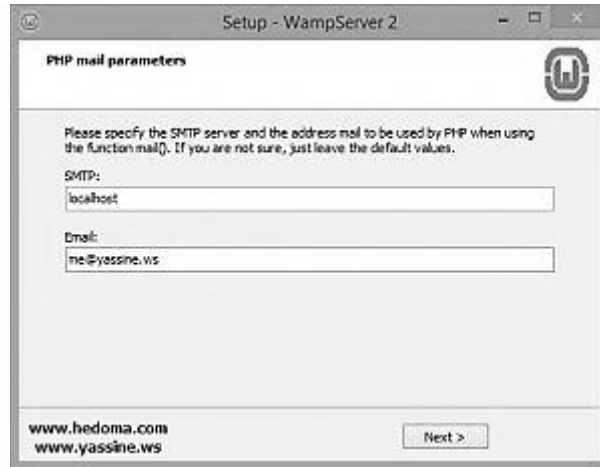 Setup - WampServer 2
PHP mail parameters
Please specify the SMTP server and the address mail to be used by PHP when using
the function mail(). If you are not sure, just leave the default values.
SMTP:
localhost
Email:
me@yassine.ws
www.hedoma.com
www.yassine.ws
Next >